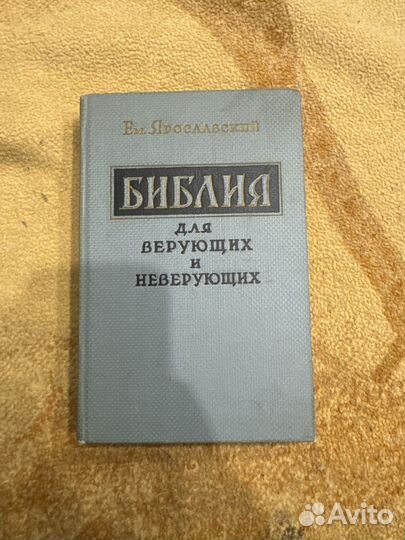 Ем. Ярославский
БИБЛИЯ
ДЛЯ
ВЕРУЮЩИХ
И
НЕВЕРУЮЩИХ
Avito